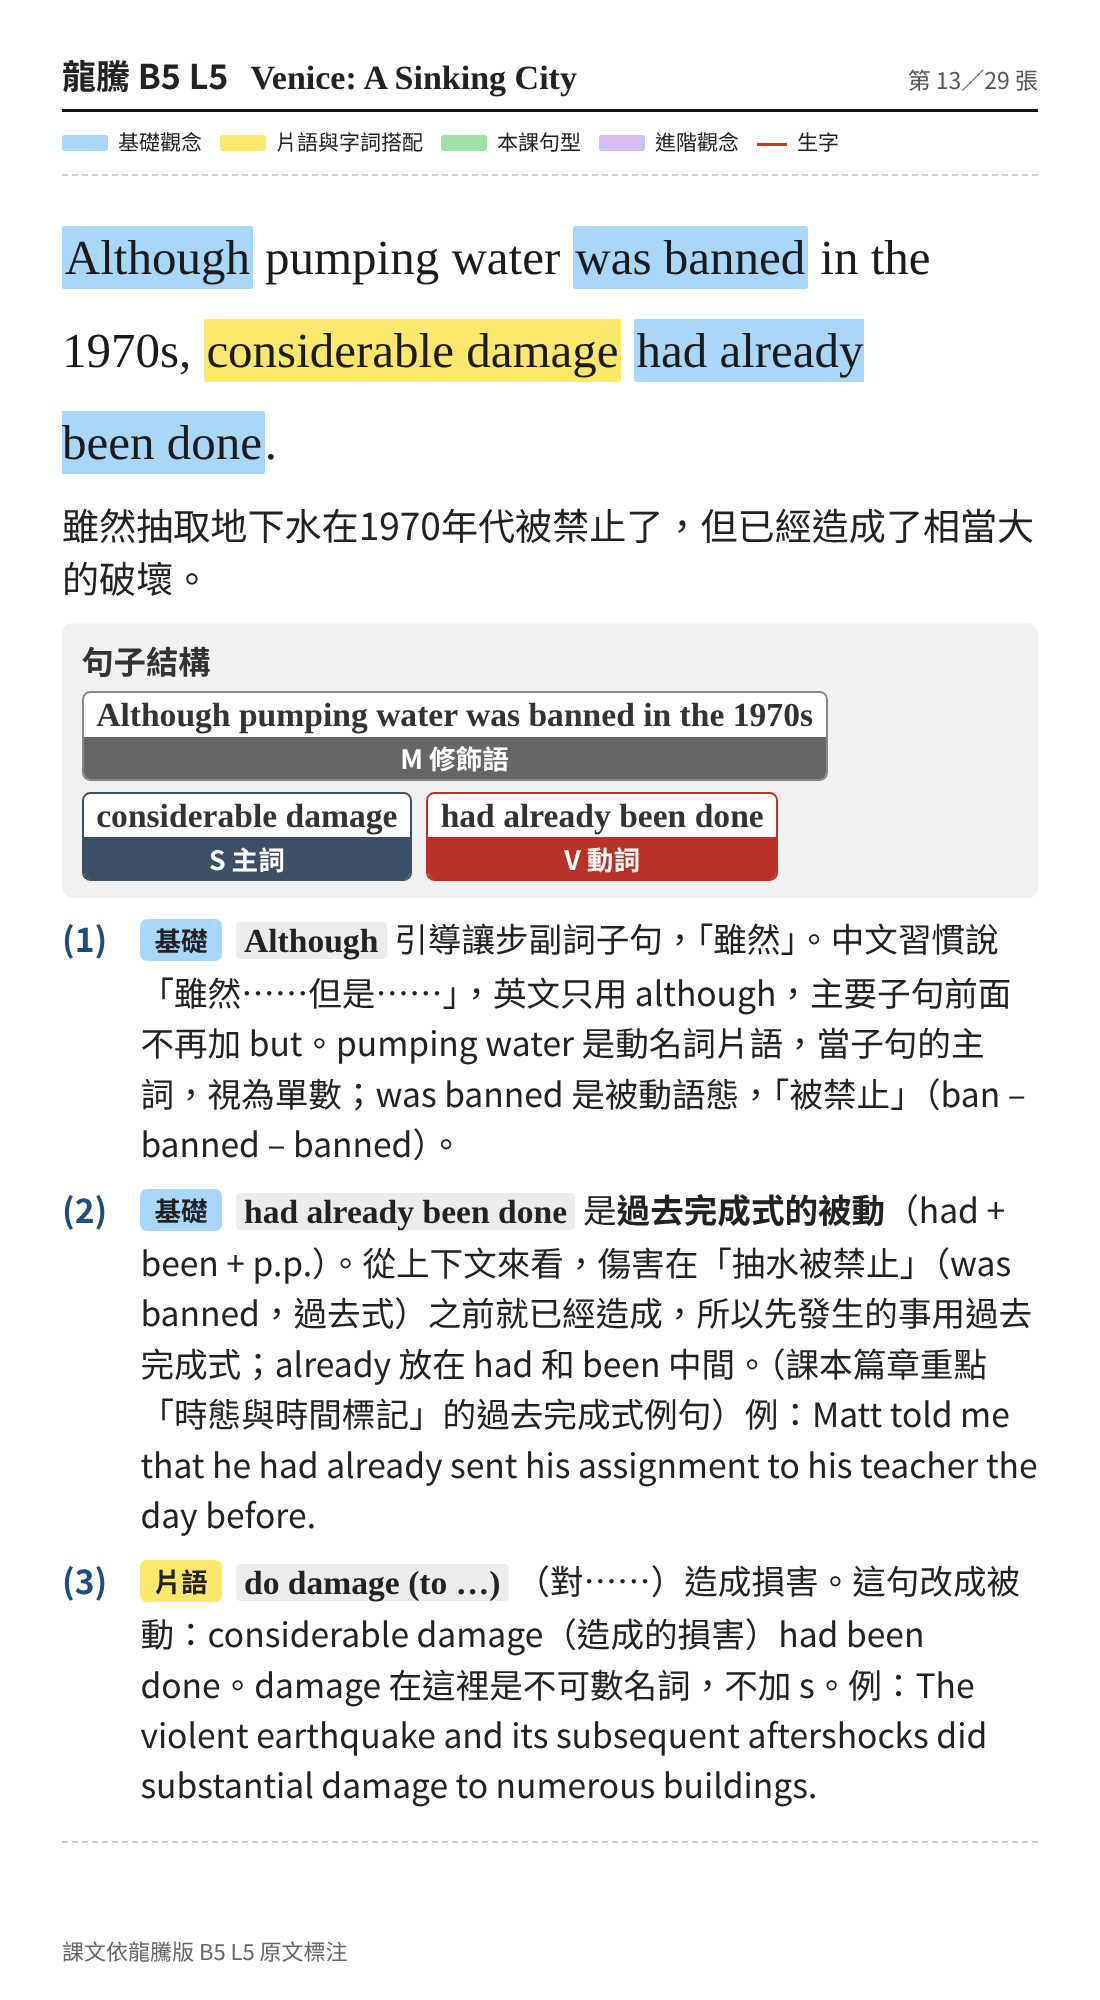 龍騰 B5 L5 Venice: A Sinking City 第 13／29 張
基礎觀念 片語與字詞搭配 本課句型 進階觀念 生字
Although pumping water was banned in the
1970s, considerable damage had already
been done.
雖然抽取地下水在1970年代被禁止了，但已經造成了相當大
的破壞。
句子結構
Although pumping water was banned in the 1970s
M 修飾語
considerable damage had already been done
S 主詞 V 動詞
(1) 基礎 Although 引導讓步副詞子句，「雖然」。中文習慣說
「雖然⋯⋯但是⋯⋯」，英文只用 although，主要子句前面
不再加 but。pumping water 是動名詞片語，當子句的主
詞，視為單數；was banned 是被動語態，「被禁止」（ban –
banned – banned）。
(2) 基礎 had already been done 是過去完成式的被動（had +
been + p.p.）。從上下文來看，傷害在「抽水被禁止」（was
banned，過去式）之前就已經造成，所以先發生的事用過去
完成式；already 放在 had 和 been 中間。（課本篇章重點
「時態與時間標記」的過去完成式例句）例：Matt told me
that he had already sent his assignment to his teacher the
day before.
(3) 片語 do damage (to …) （對⋯⋯）造成損害。這句改成被
動：considerable damage（造成的損害）had been
done。damage 在這裡是不可數名詞，不加 s。例：The
violent earthquake and its subsequent aftershocks did
substantial damage to numerous buildings.
課文依龍騰版 B5 L5 原文標注